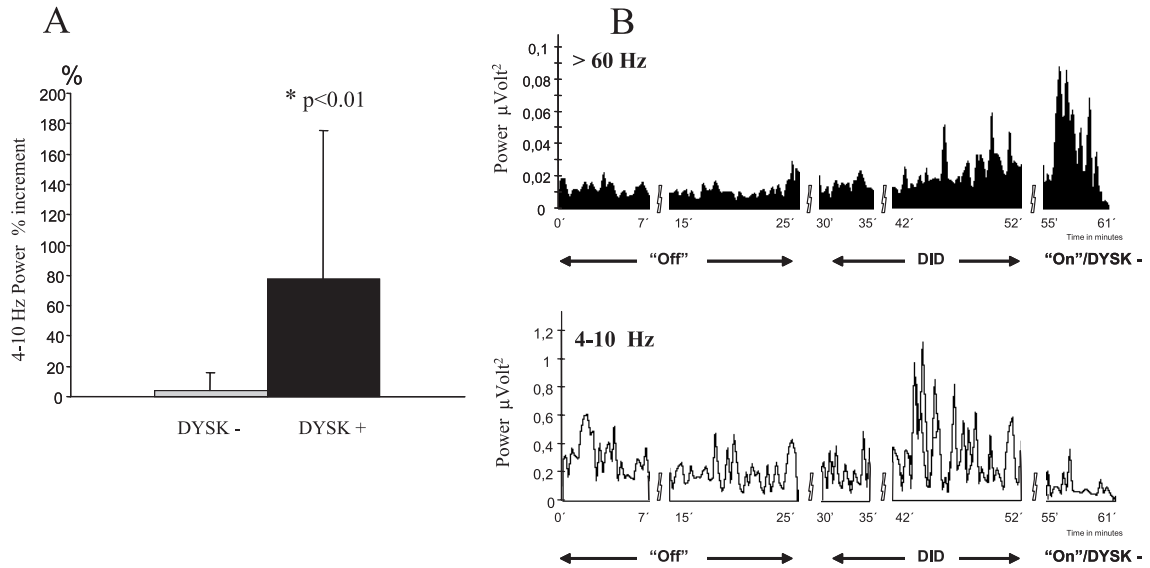 A
%
* p<0.01
200
180
160
140
120
100
80
60
40
20
0
4-10 Hz Power % increment
DYSK - DYSK +
B
> 60 Hz
Power µVolt²
0,1
0,08
0,06
0,04
0,02
0
0´ 7´ 15´ 25´ 30´ 35´ 42´ 52´ 55´ 61´
Time in minutes
“Off” DID “On”/DYSK -
4-10 Hz
Power µVolt²
1,2
1
0,8
0,6
0,4
0,2
0
0´ 7´ 15´ 25´ 30´ 35´ 42´ 52´ 55´ 61´
Time in minutes
“Off” DID “On”/DYSK -